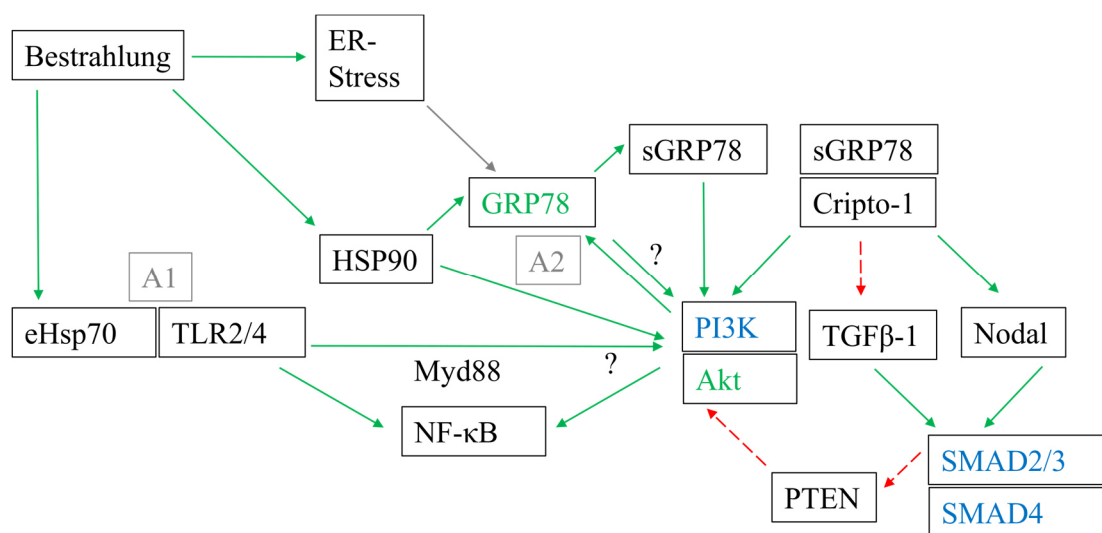 Bestrahlung
ER-
Stress
sGRP78
sGRP78
Cripto-1
GRP78
HSP90
A2
?
A1
eHsp70
TLR2/4
PI3K
Akt
TGFβ-1
Nodal
Myd88
?
NF-κB
SMAD2/3
SMAD4
PTEN